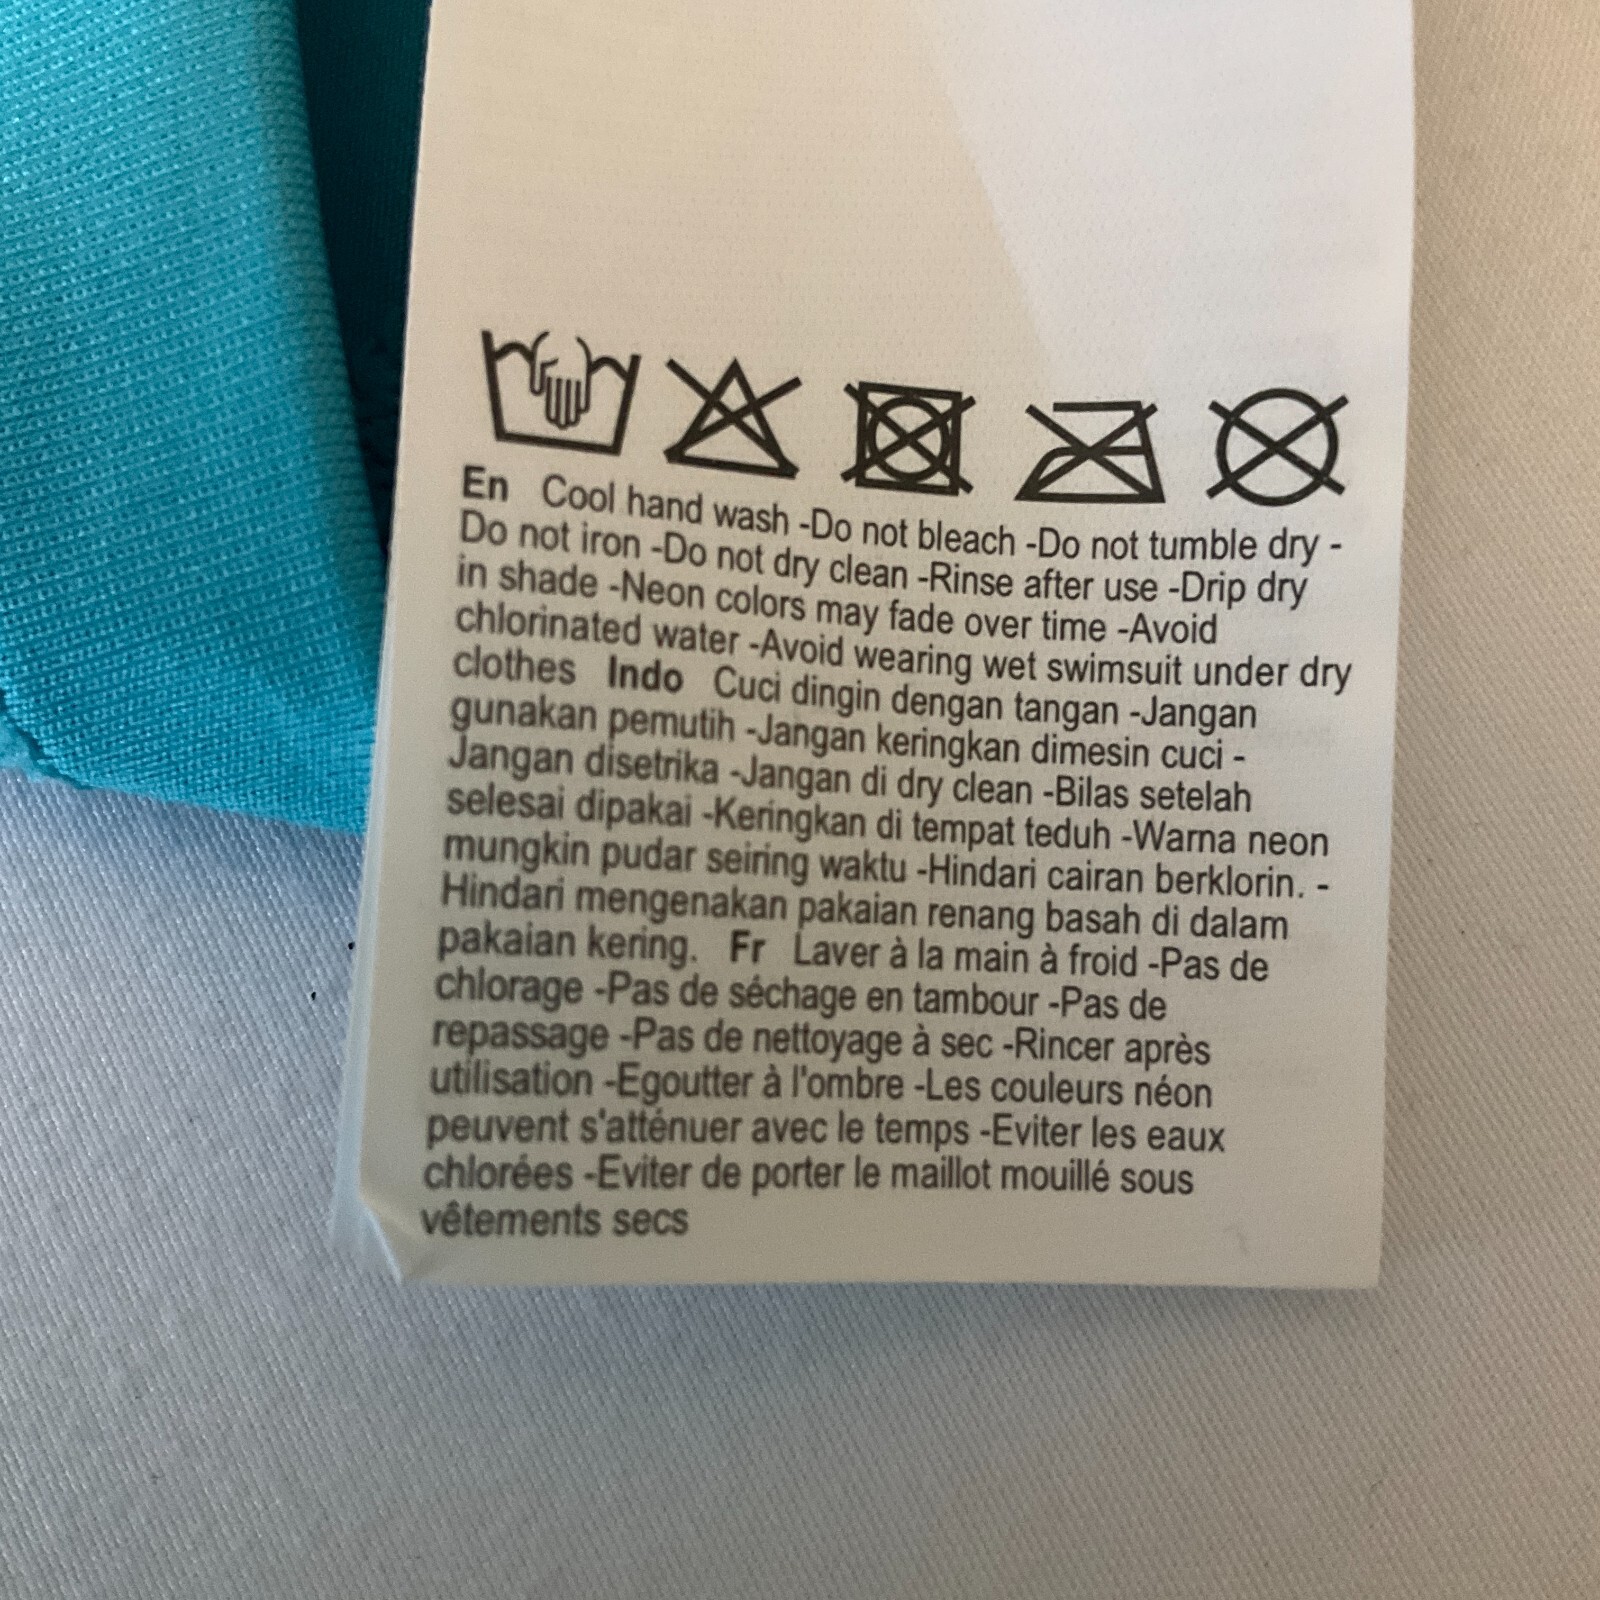 En Cool hand wash -Do not bleach -Do not tumble dry -
Do not iron -Do not dry clean -Rinse after use -Drip dry
in shade -Neon colors may fade over time -Avoid
chlorinated water -Avoid wearing wet swimsuit under dry
clothes Indo Cuci dingin dengan tangan -Jangan
gunakan pemutih -Jangan keringkan dimesin cuci -
Jangan disetrika -Jangan di dry clean -Bilas setelah
selesai dipakai -Keringkan di tempat teduh -Warna neon
mungkin pudar seiring waktu -Hindari cairan berklorin. -
Hindari mengenakan pakaian renang basah di dalam
pakaian kering. Fr Laver à la main à froid -Pas de
chlorage -Pas de séchage en tambour -Pas de
repassage -Pas de nettoyage à sec -Rincer après
utilisation -Egoutter à l'ombre -Les couleurs néon
peuvent s'atténuer avec le temps -Eviter les eaux
chlorées -Eviter de porter le maillot mouillé sous
vêtements secs